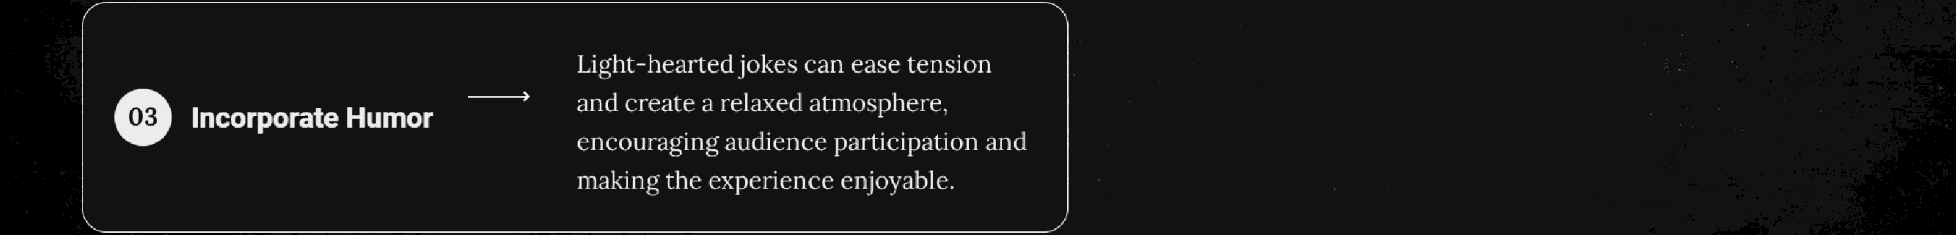 03
Incorporate Humor
Light-hearted jokes can ease tension
and create a relaxed atmosphere,
encouraging audience participation and
making the experience enjoyable.